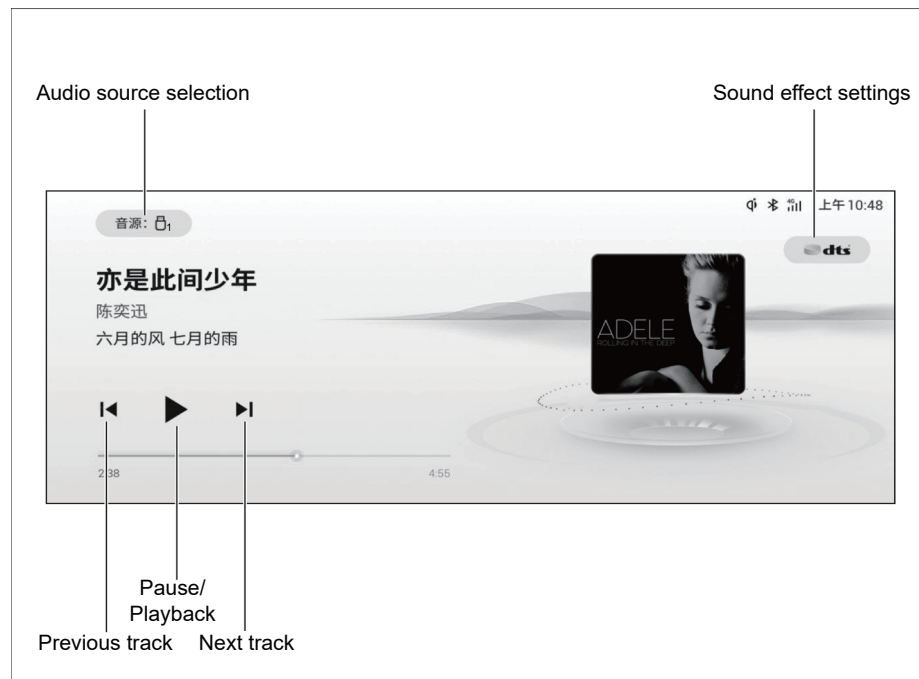 Audio source selection
Sound effect settings
音源: 1
4G
上午 10:48
dts
亦是此间少年
陈奕迅
六月的风 七月的雨
ADELE
ROLLING IN THE DEEP
2:38
4:55
Pause/
Playback
Previous track
Next track